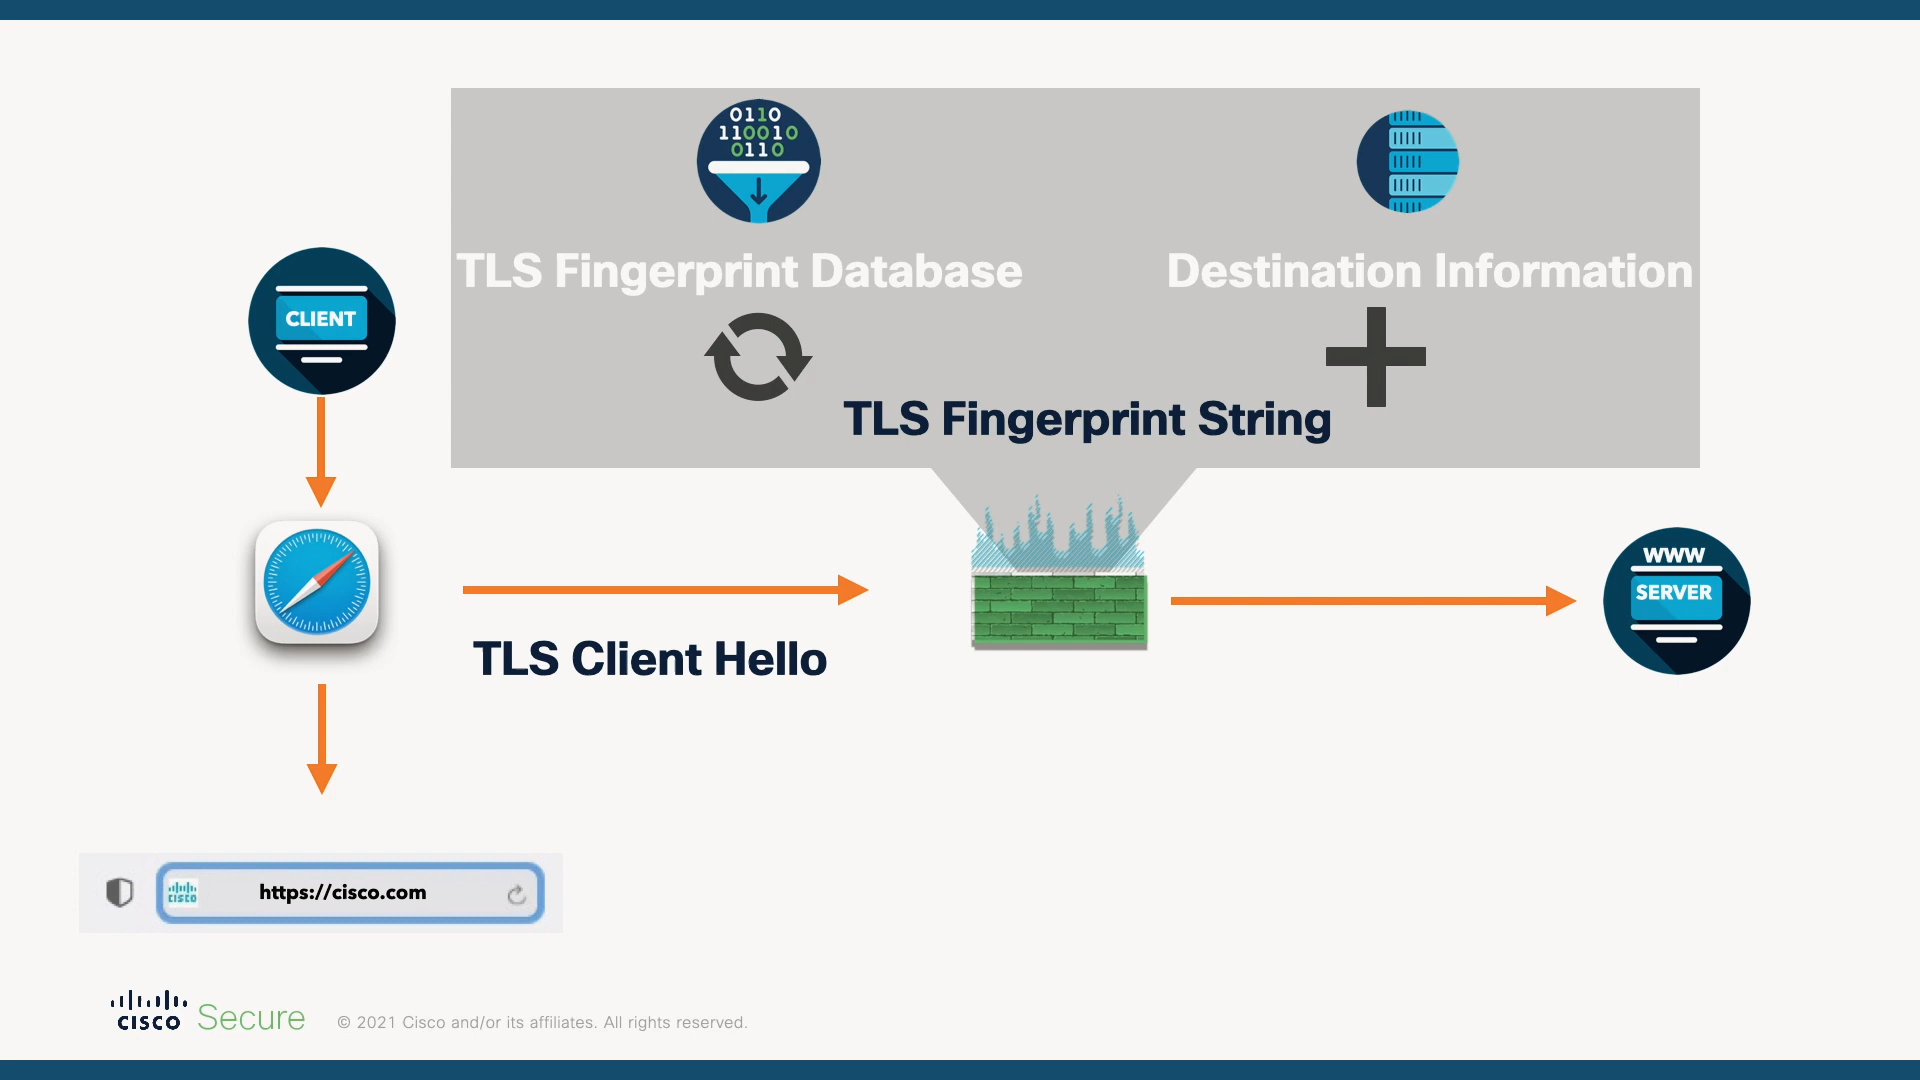 0110
110010
0110
TLS Fingerprint Database
Destination Information
CLIENT
TLS Fingerprint String
WWW
SERVER
TLS Client Hello
cisco
https://cisco.com
cisco Secure
© 2021 Cisco and/or its affiliates. All rights reserved.